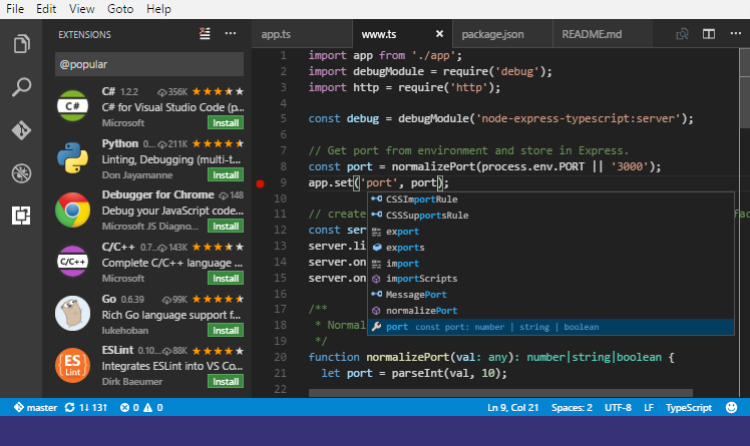 File Edit View Goto Help
EXTENSIONS
@popular
C# 1.2.2 356K
C# for Visual Studio Code (p...
Microsoft Install
Python 0... 211K
Linting, Debugging (multi-t...
Don Jayamanne Install
Debugger for Chrome 148
Debug your JavaScript code...
Microsoft JS Diagno... Install
C/C++ 0.7... 143K
Complete C/C++ language ...
Microsoft Install
Go 0.6.39 99K
Rich Go language support f...
lukehoban Install
ESLint 0.10... 88K
Integrates ESLint into VS Co...
Dirk Baeumer Install
C#
C/C++
ES
LINT
app.ts www.ts package.json README.md
1 import app from './app';
2 import debugModule = require('debug');
3 import http = require('http');
4
5 const debug = debugModule('node-express-typescript:server');
6
7 // Get port from environment and store in Express.
8 const port = normalizePort(process.env.PORT || '3000');
9 app.set('port', port);
10
11 // create
12 const ser
13 server.li
14 server.on
15 server.on
16
17 /**
18 * Normal
19 */
20 function normalizePort(val: any): number|string|boolean {
21 let port = parseInt(val, 10);
22
CSSImportRule
CSSSupportsRule
export
exports
import
importScripts
MessagePort
normalizePort
port const port: number | string | boolean
master 1↓ 13↑ 0 0 Ln 9, Col 21 Spaces: 2 UTF-8 LF TypeScript